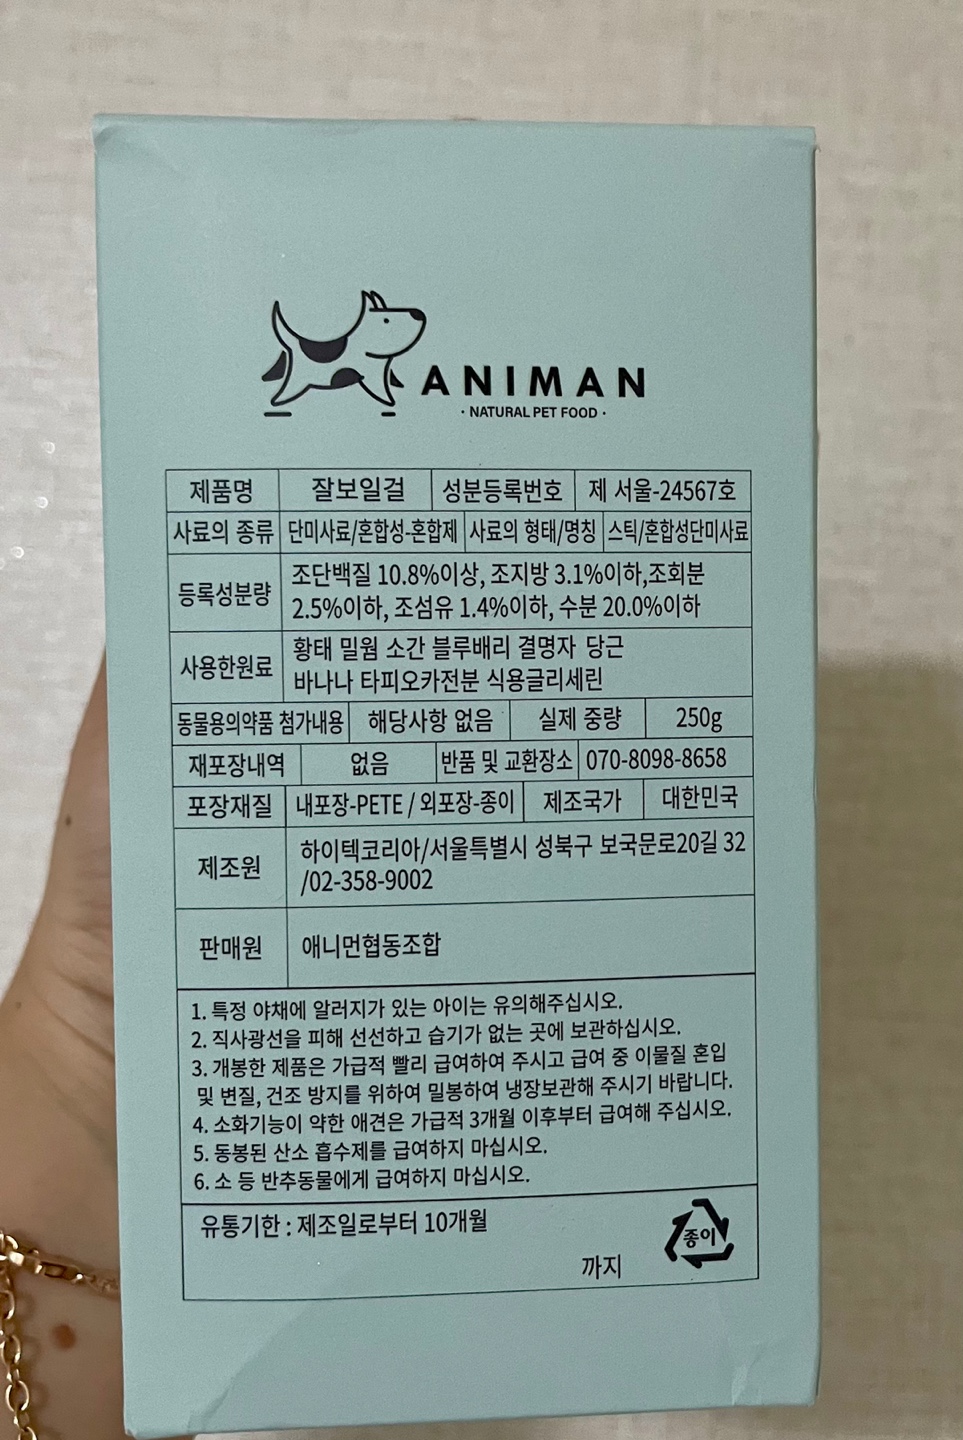 ANIMAN
· NATURAL PET FOOD ·
제품명 잘보일걸 성분등록번호 제 서울-24567호
사료의 종류 단미사료/혼합성-혼합제 사료의 형태/명칭 스틱/혼합성단미사료
등록성분량 조단백질 10.8%이상, 조지방 3.1%이하,조회분
2.5%이하, 조섬유 1.4%이하, 수분 20.0%이하
사용한원료 황태 밀웜 소간 블루배리 결명자 당근
바나나 타피오카전분 식용글리세린
동물용의약품 첨가내용 해당사항 없음 실제 중량 250g
재포장내역 없음 반품 및 교환장소 070-8098-8658
포장재질 내포장-PETE / 외포장-종이 제조국가 대한민국
제조원 하이텍코리아/서울특별시 성북구 보국문로20길 32
/02-358-9002
판매원 애니먼협동조합
1. 특정 야채에 알러지가 있는 아이는 유의해주십시오.
2. 직사광선을 피해 선선하고 습기가 없는 곳에 보관하십시오.
3. 개봉한 제품은 가급적 빨리 급여하여 주시고 급여 중 이물질 혼입
및 변질, 건조 방지를 위하여 밀봉하여 냉장보관해 주시기 바랍니다.
4. 소화기능이 약한 애견은 가급적 3개월 이후부터 급여해 주십시오.
5. 동봉된 산소 흡수제를 급여하지 마십시오.
6. 소 등 반추동물에게 급여하지 마십시오.
유통기한 : 제조일로부터 10개월
종이
까지